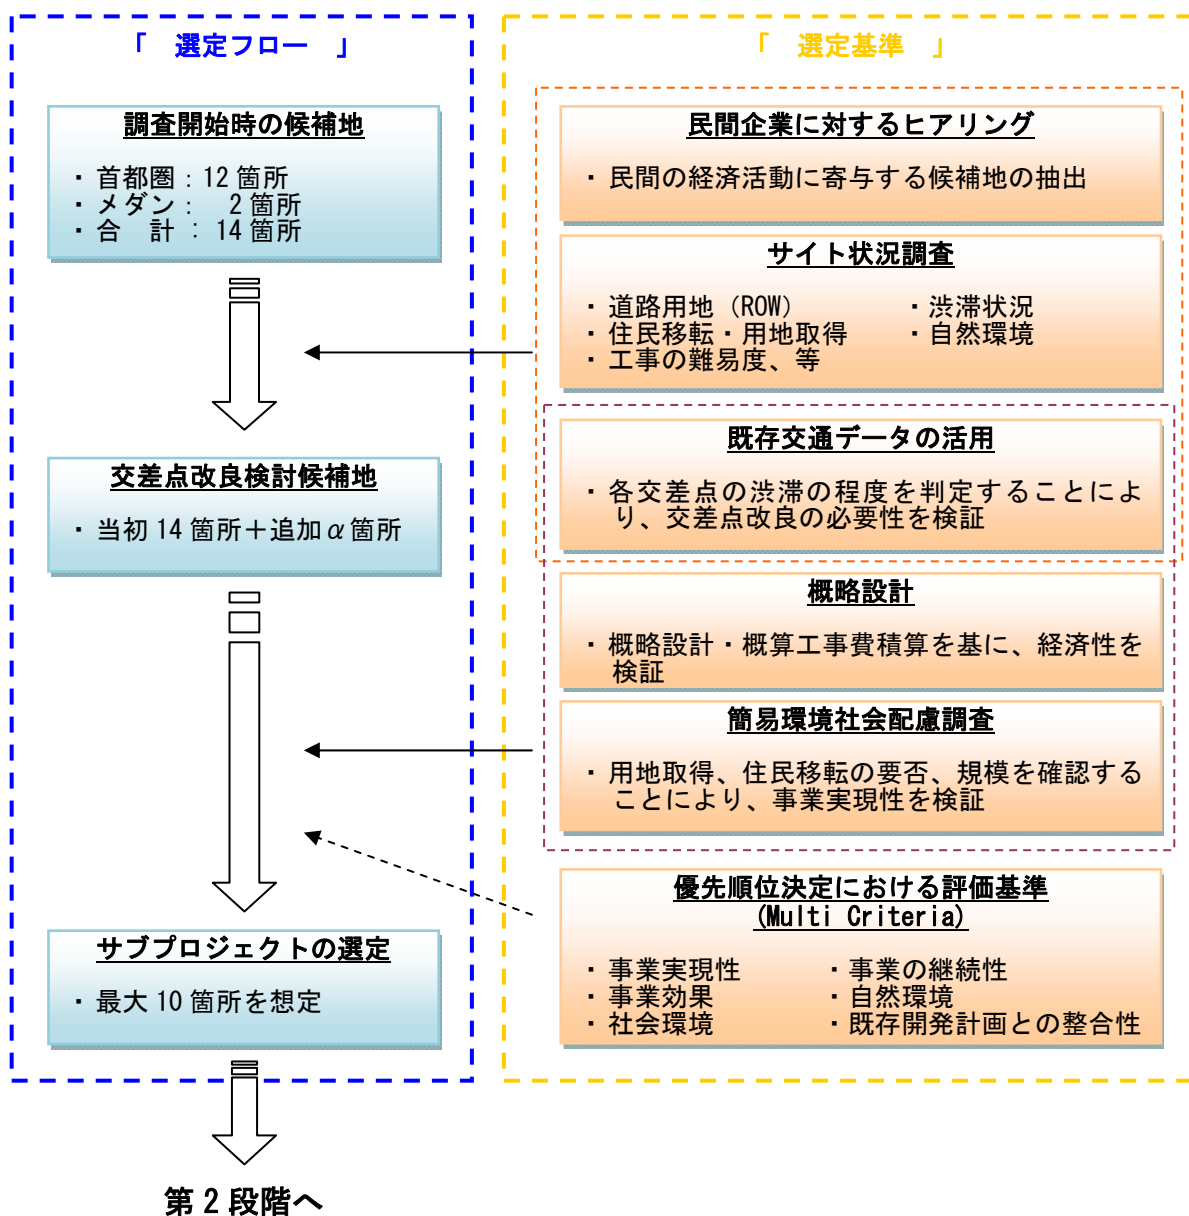 「　選定フロー　」
調査開始時の候補地
・首都圏：12 箇所
・メダン：　2 箇所
・合　計 ： 14 箇所
交差点改良検討候補地
・当初 14 箇所＋追加α箇所
サブプロジェクトの選定
・最大 10 箇所を想定
第 2 段階へ
「　選定基準　」
民間企業に対するヒアリング
・民間の経済活動に寄与する候補地の抽出
サイト状況調査
・道路用地（ROW）　・渋滞状況
・住民移転・用地取得　・自然環境
・工事の難易度、等
既存交通データの活用
・各交差点の渋滞の程度を判定することによ
り、交差点改良の必要性を検証
概略設計
・概略設計・概算工事費積算を基に、経済性を
検証
簡易環境社会配慮調査
・用地取得、住民移転の要否、規模を確認する
ことにより、事業実現性を検証
優先順位決定における評価基準
(Multi Criteria)
・事業実現性　・事業の継続性
・事業効果　・自然環境
・社会環境　・既存開発計画との整合性